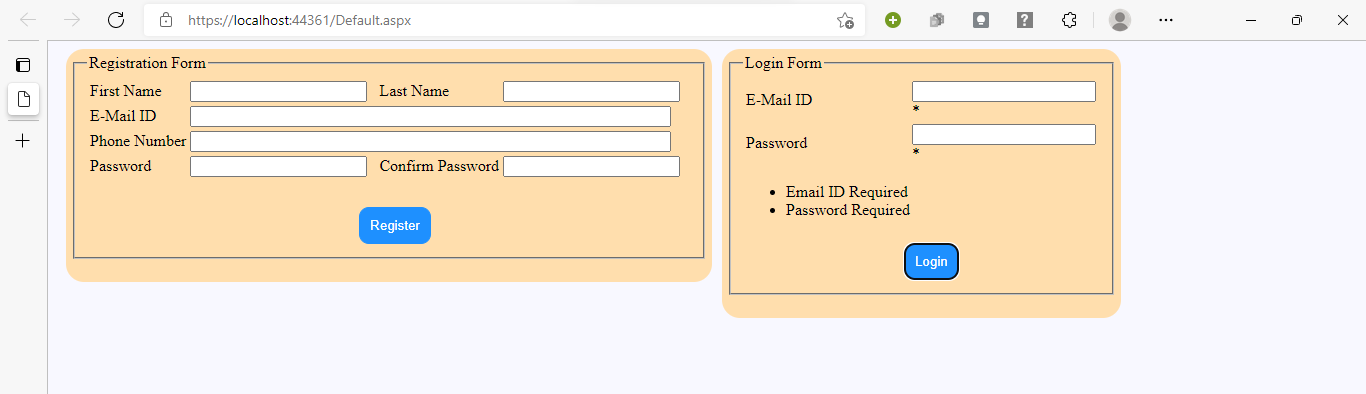 https://localhost:44361/Default.aspx
Registration Form
First Name Last Name
E-Mail ID
Phone Number
Password Confirm Password
Register
Login Form
E-Mail ID
*
Password
*
• Email ID Required
• Password Required
Login